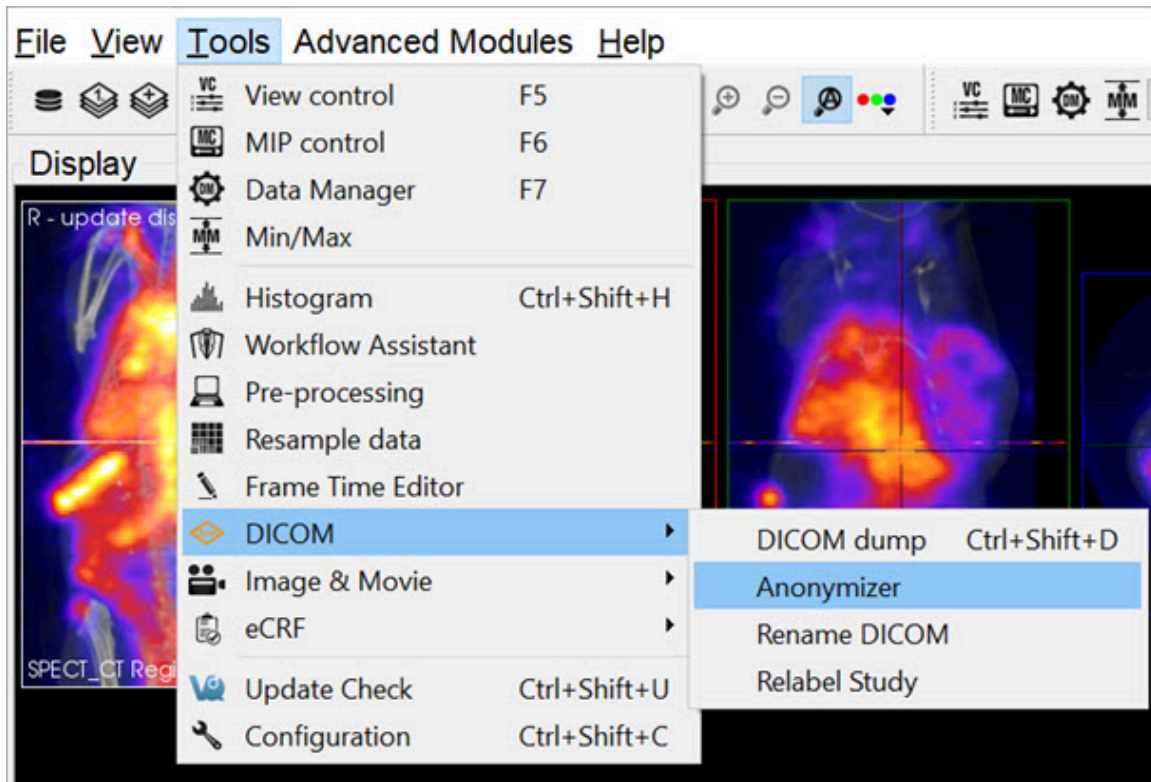 File View Tools Advanced Modules Help
VC MC DM MM
Display
R - update dis
View control F5
MIP control F6
Data Manager F7
Min/Max
Histogram Ctrl+Shift+H
Workflow Assistant
Pre-processing
Resample data
Frame Time Editor
DICOM
Image & Movie
eCRF
Update Check Ctrl+Shift+U
Configuration Ctrl+Shift+C
DICOM dump Ctrl+Shift+D
Anonymizer
Rename DICOM
Relabel Study
SPECT_CT Regi